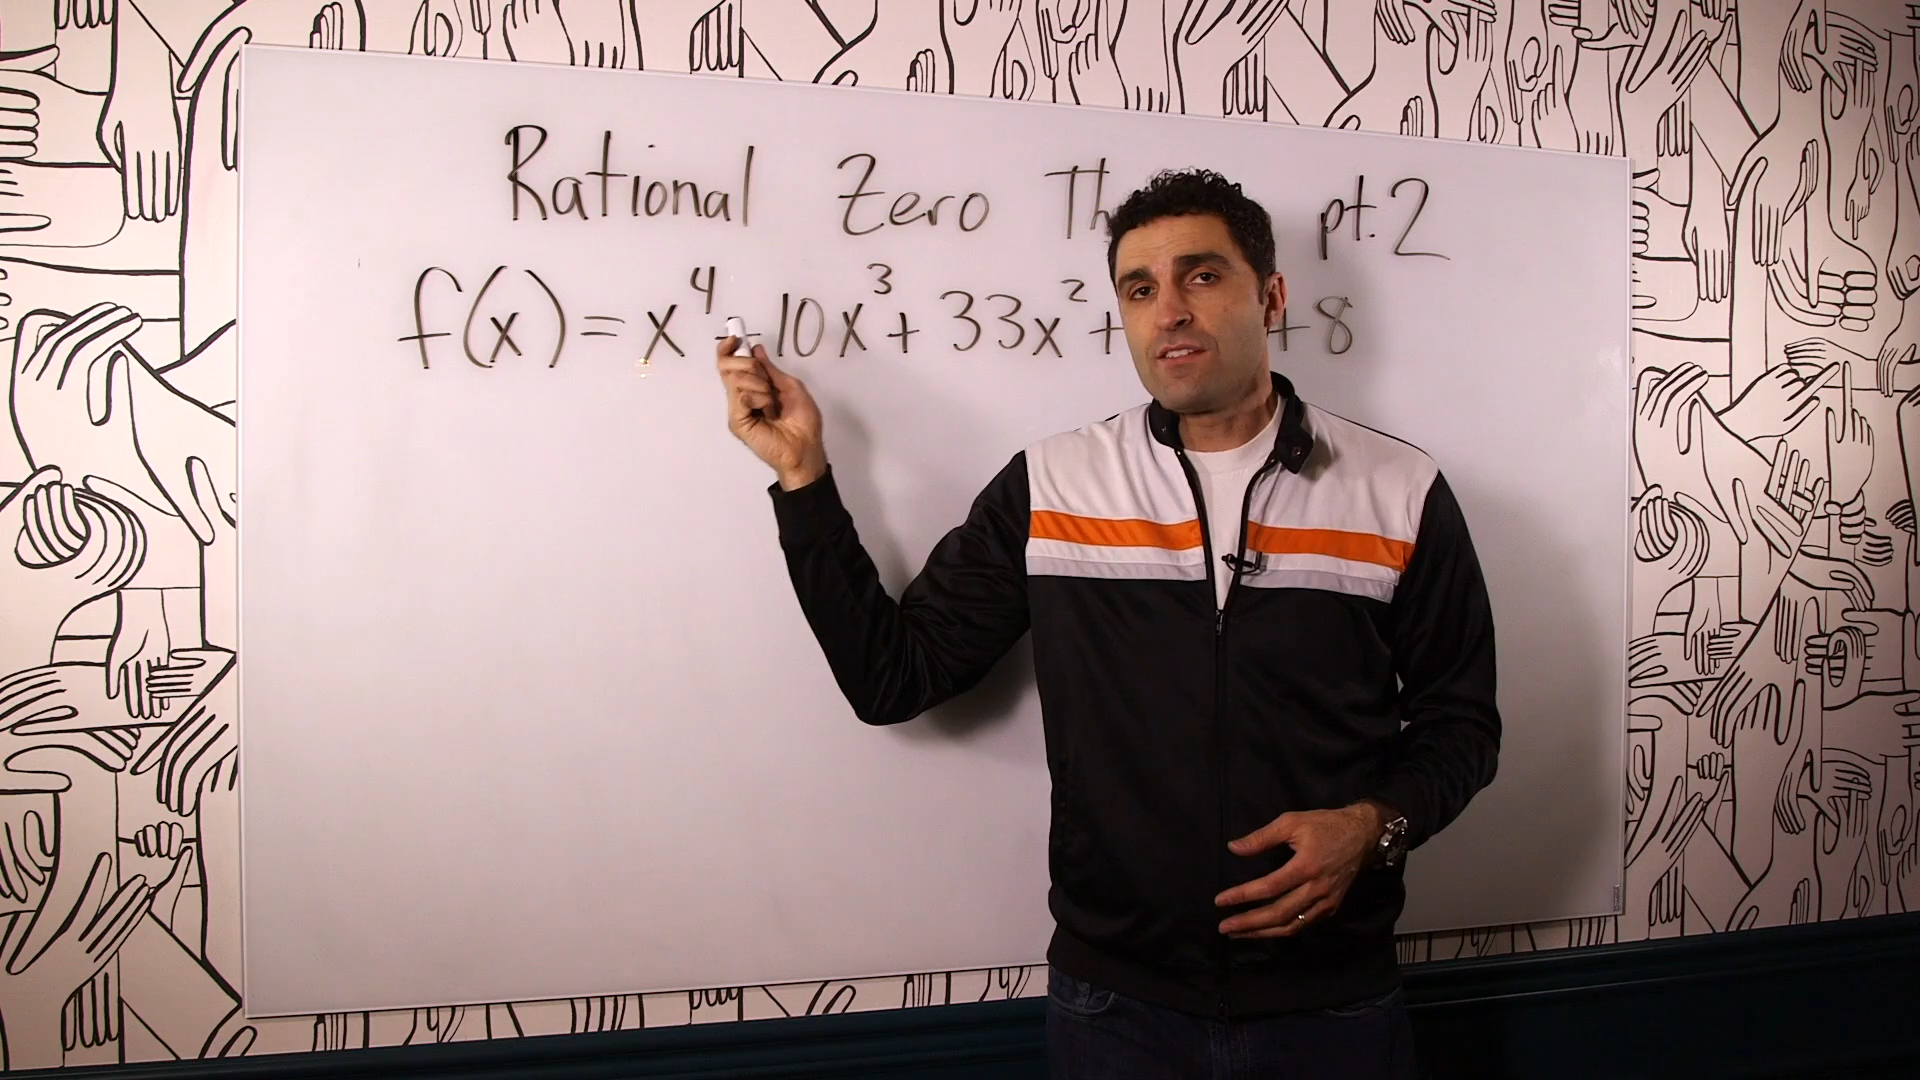 Rational Zero Th pt.2
f(x) = x⁴ + 10x³ + 33x² + + 8